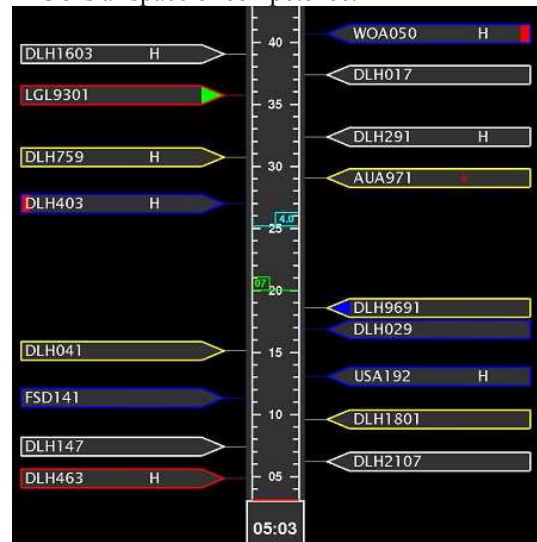 40
WOA050 H
DLH1603 H
DLH017
LGL9301
35
DLH291 H
DLH759 H
30
AUA971 *
DLH403 H
4.0
25
07
20
DLH9691
DLH029
DLH041
15
USA192 H
FSD141
10
DLH1801
DLH147
DLH2107
DLH463 H
05
05:03